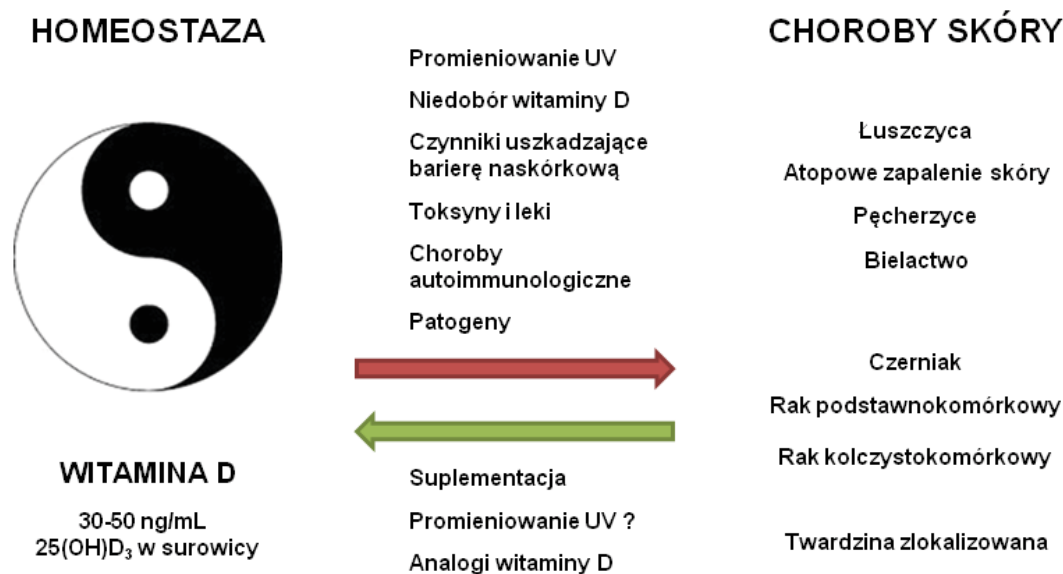 HOMEOSTAZA
WITAMINA D
30-50 ng/mL
25(OH)D₃ w surowicy
Promieniowanie UV
Niedobór witaminy D
Czynniki uszkadzające
barierę naskórkową
Toksyny i leki
Choroby
autoimmunologiczne
Patogeny
Suplementacja
Promieniowanie UV ?
Analogi witaminy D
CHOROBY SKÓRY
Łuszczyca
Atopowe zapalenie skóry
Pęcherzyce
Bielactwo
Czerniak
Rak podstawnokomórkowy
Rak kolczystokomórkowy
Twardzina zlokalizowana